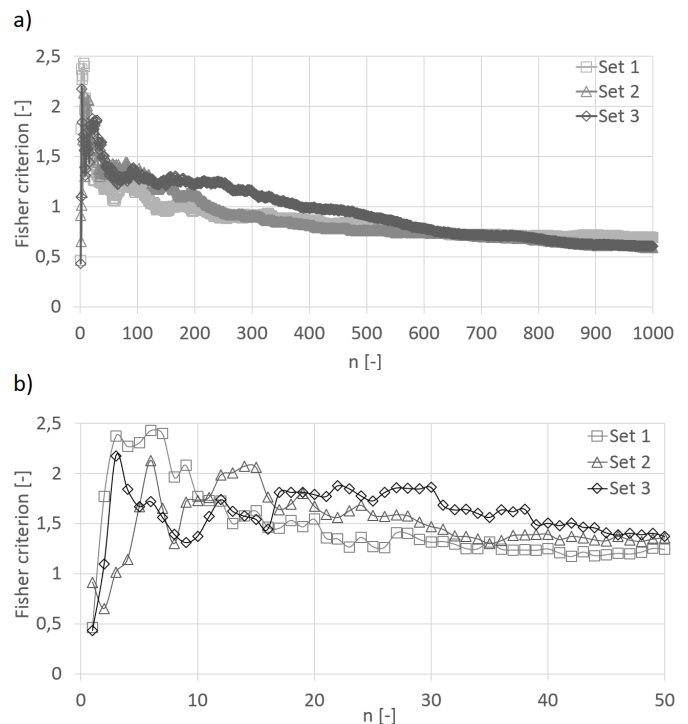 a)
2,5
2
1,5
1
0,5
0
Fisher criterion [-]
Set 1
Set 2
Set 3
0 100 200 300 400 500 600 700 800 900 1000
n [-]
b)
2,5
2
1,5
1
0,5
0
Fisher criterion [-]
Set 1
Set 2
Set 3
0 10 20 30 40 50
n [-]